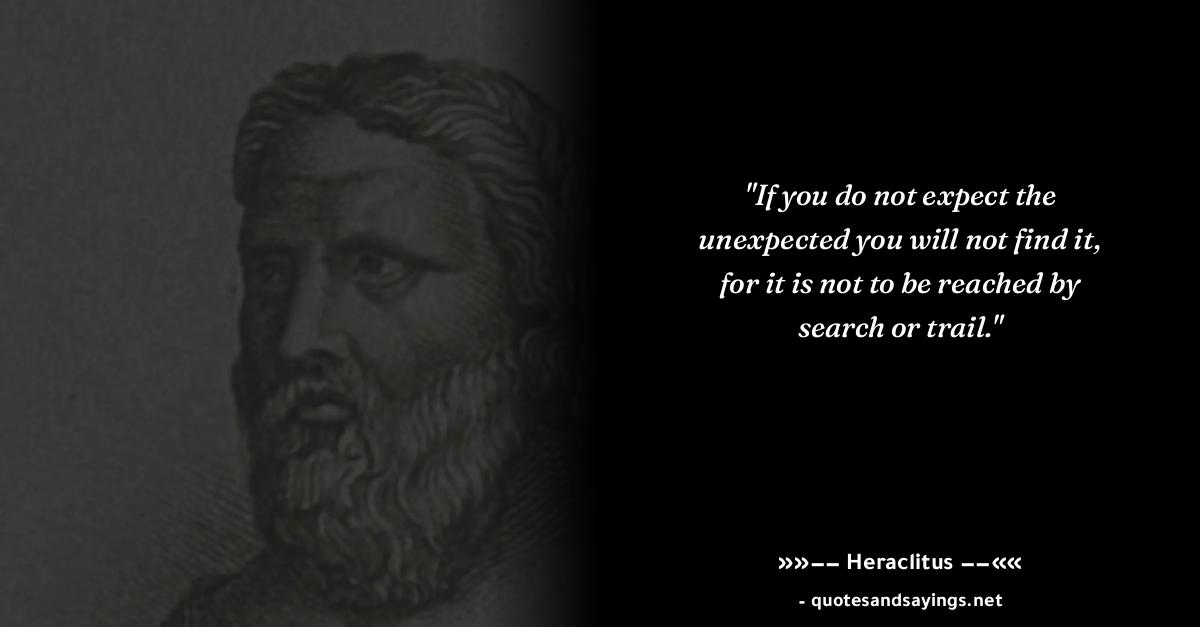 "If you do not expect the
unexpected you will not find it,
for it is not to be reached by
search or trail."
»»−− Heraclitus −−««
- quotesandsayings.net